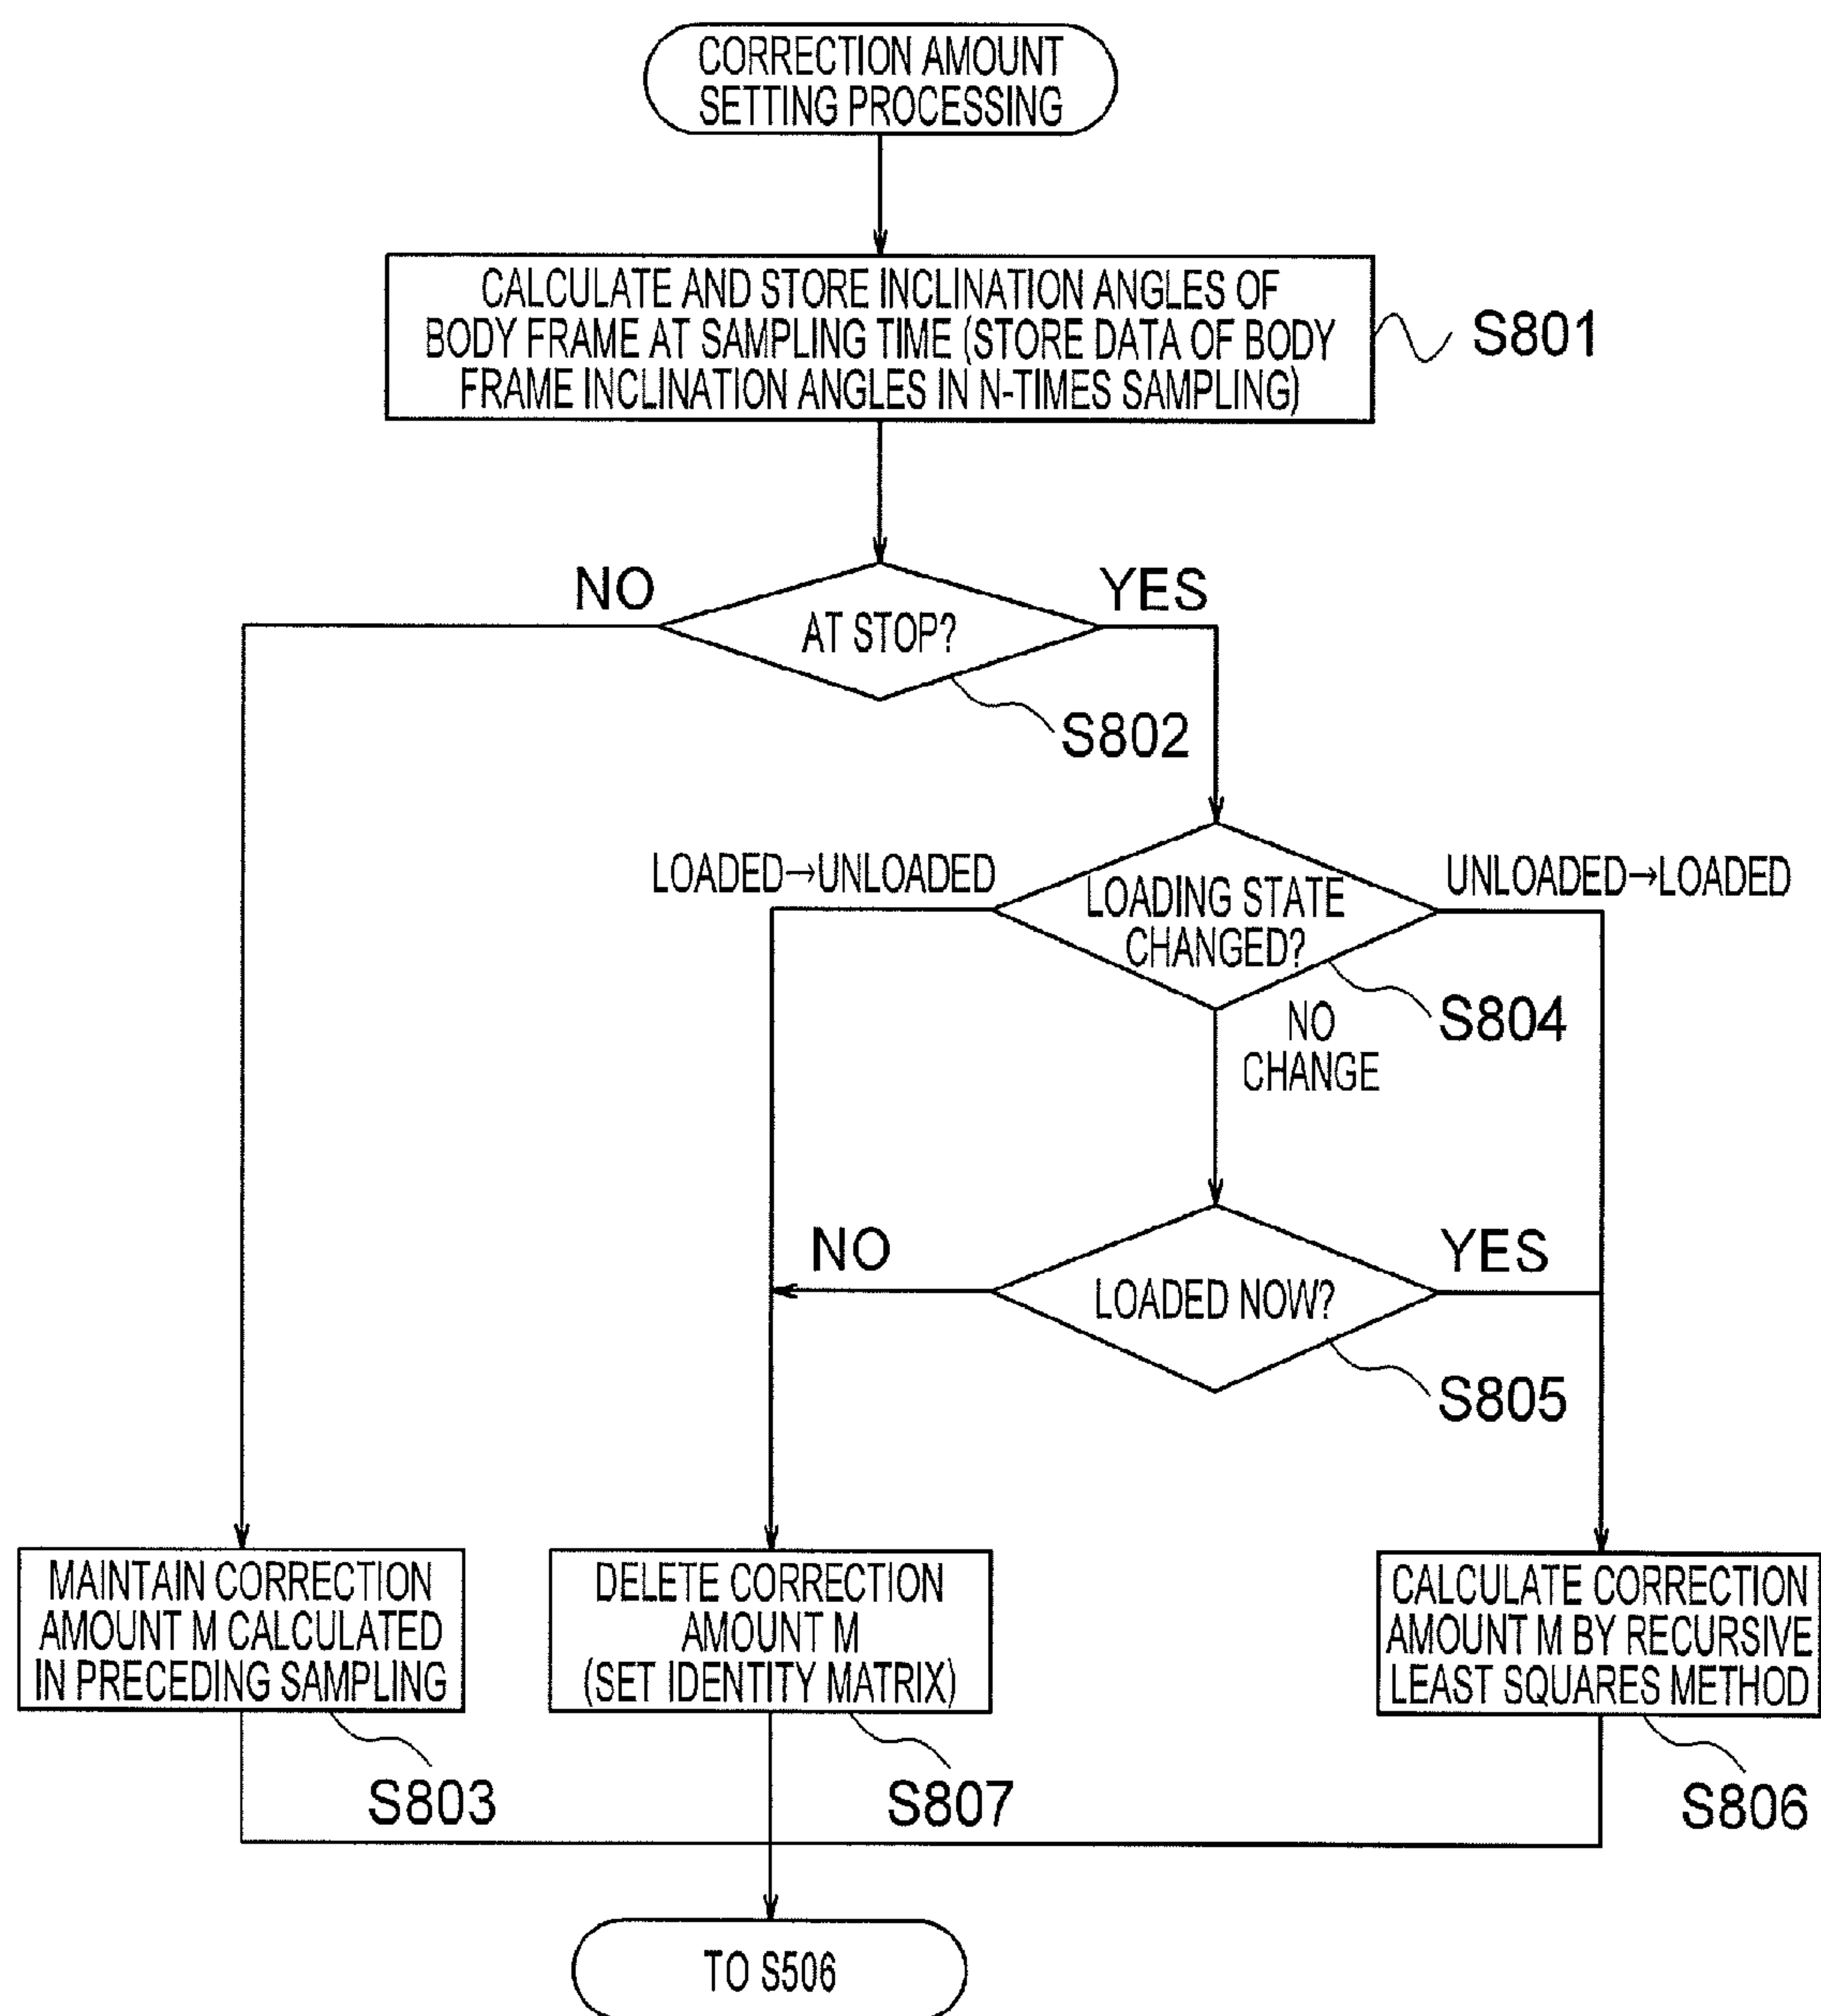 CORRECTION AMOUNT
SETTING PROCESSING
CALCULATE AND STORE INCLINATION ANGLES OF
BODY FRAME AT SAMPLING TIME (STORE DATA OF BODY
FRAME INCLINATION ANGLES IN N-TIMES SAMPLING)
S801
NO
YES
AT STOP?
S802
LOADED→UNLOADED
UNLOADED→LOADED
LOADING STATE
CHANGED?
S804
NO
CHANGE
NO
YES
LOADED NOW?
S805
MAINTAIN CORRECTION
AMOUNT M CALCULATED
IN PRECEDING SAMPLING
DELETE CORRECTION
AMOUNT M
(SET IDENTITY MATRIX)
CALCULATE CORRECTION
AMOUNT M BY RECURSIVE
LEAST SQUARES METHOD
S803
S807
S806
TO S506